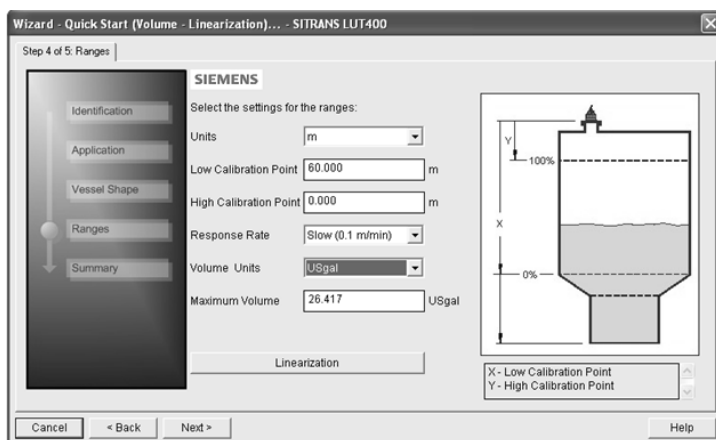 Wizard - Quick Start (Volume - Linearization)... - SITRANS LUT400
Step 4 of 5: Ranges
SIEMENS
Identification
Application
Vessel Shape
Ranges
Summary
Select the settings for the ranges:
Units m
Low Calibration Point 60.000 m
High Calibration Point 0.000 m
Response Rate Slow (0.1 m/min)
Volume Units USgal
Maximum Volume 26.417 USgal
Linearization
Y
100%
X
0%
X - Low Calibration Point
Y - High Calibration Point
Cancel < Back Next > Help